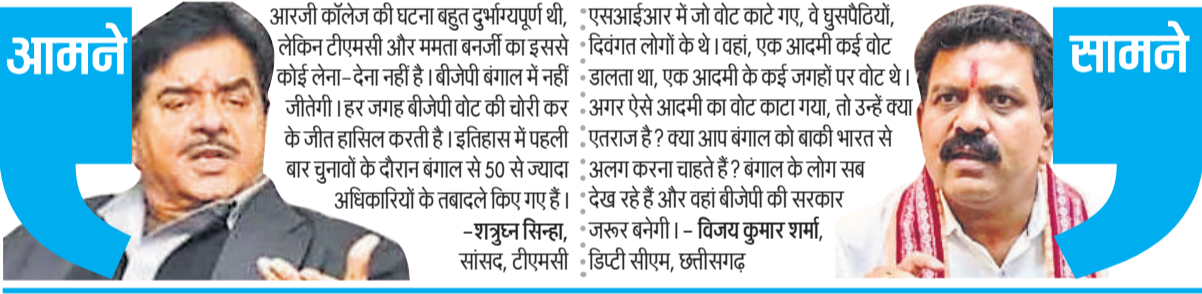 आमने
आरजी कॉलेज की घटना बहुत दुर्भाग्यपूर्ण थी,
लेकिन टीएमसी और ममता बनर्जी का इससे
कोई लेना-देना नहीं है। बीजेपी बंगाल में नहीं
जीतेगी। हर जगह बीजेपी वोट की चोरी कर
के जीत हासिल करती है। इतिहास में पहली
बार चुनावों के दौरान बंगाल से 50 से ज्यादा
अधिकारियों के तबादले किए गए हैं।
-शत्रुघ्न सिन्हा,
सांसद, टीएमसी
एसआईआर में जो वोट काटे गए, वे घुसपैठियों,
दिवंगत लोगों के थे। वहां, एक आदमी कई वोट
डालता था, एक आदमी के कई जगहों पर वोट थे।
अगर ऐसे आदमी का वोट काटा गया, तो उन्हें क्या
एतराज है? क्या आप बंगाल को बाकी भारत से
अलग करना चाहते हैं? बंगाल के लोग सब
देख रहे हैं और वहां बीजेपी की सरकार
जरूर बनेगी। - विजय कुमार शर्मा,
डिप्टी सीएम, छत्तीसगढ़
सामने